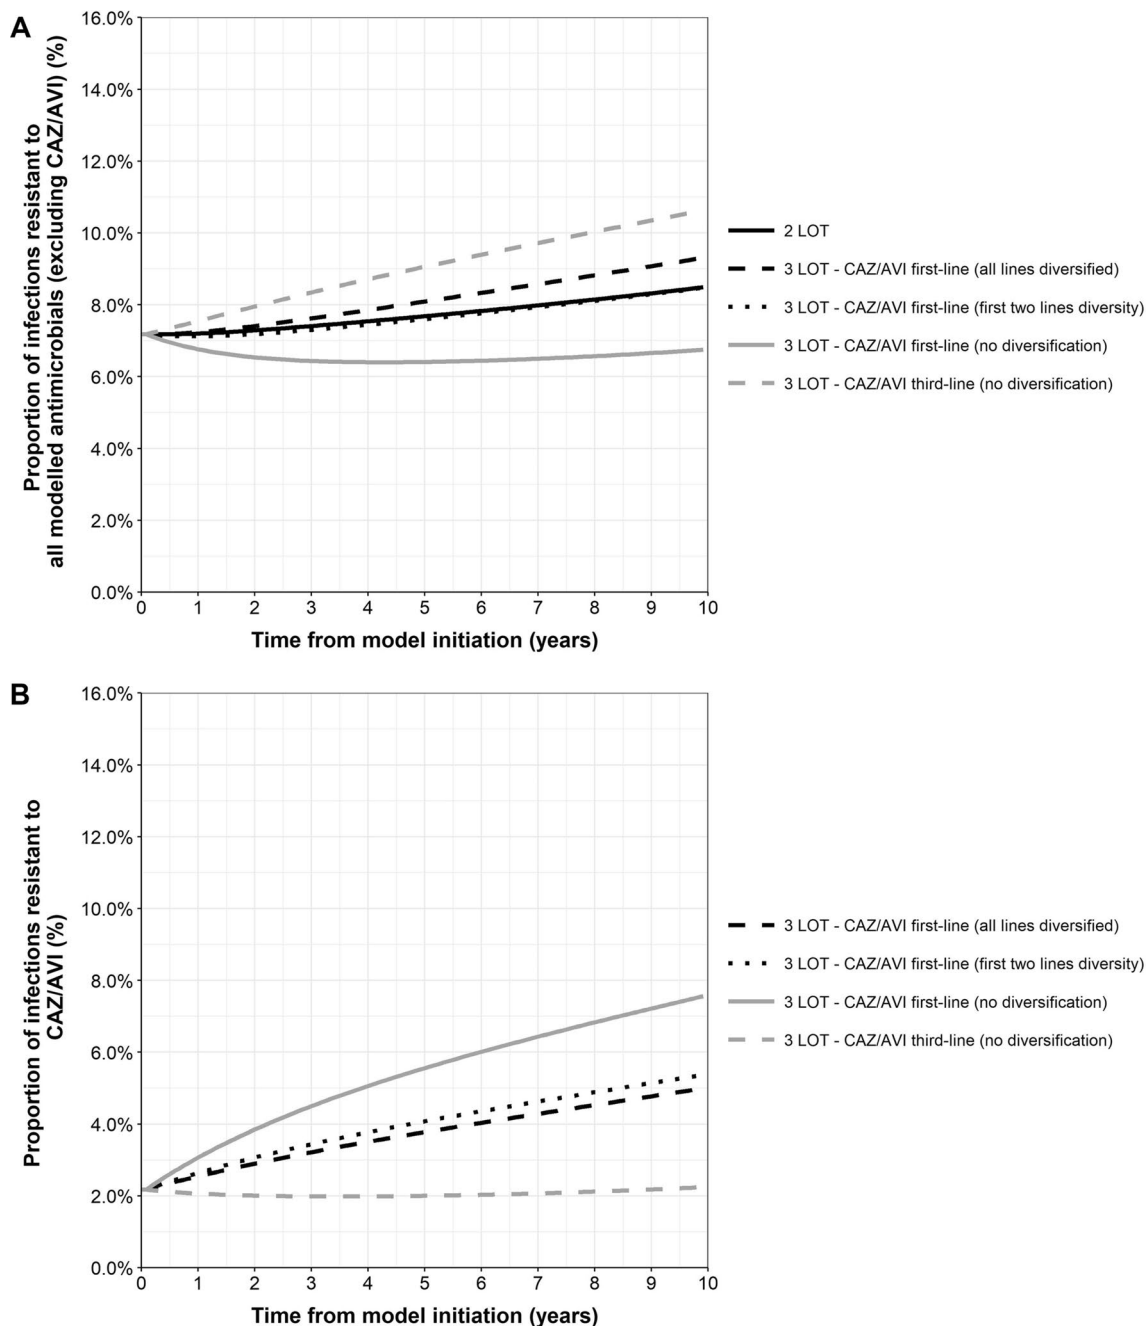 A
Proportion of infections resistant to
all modelled antimicrobials (excluding CAZ/AVI) (%)
16.0%
14.0%
12.0%
10.0%
8.0%
6.0%
4.0%
2.0%
0.0%
0 1 2 3 4 5 6 7 8 9 10
Time from model initiation (years)
2 LOT
3 LOT - CAZ/AVI first-line (all lines diversified)
3 LOT - CAZ/AVI first-line (first two lines diversity)
3 LOT - CAZ/AVI first-line (no diversification)
3 LOT - CAZ/AVI third-line (no diversification)
B
Proportion of infections resistant to
CAZ/AVI (%)
16.0%
14.0%
12.0%
10.0%
8.0%
6.0%
4.0%
2.0%
0.0%
0 1 2 3 4 5 6 7 8 9 10
Time from model initiation (years)
3 LOT - CAZ/AVI first-line (all lines diversified)
3 LOT - CAZ/AVI first-line (first two lines diversity)
3 LOT - CAZ/AVI first-line (no diversification)
3 LOT - CAZ/AVI third-line (no diversification)